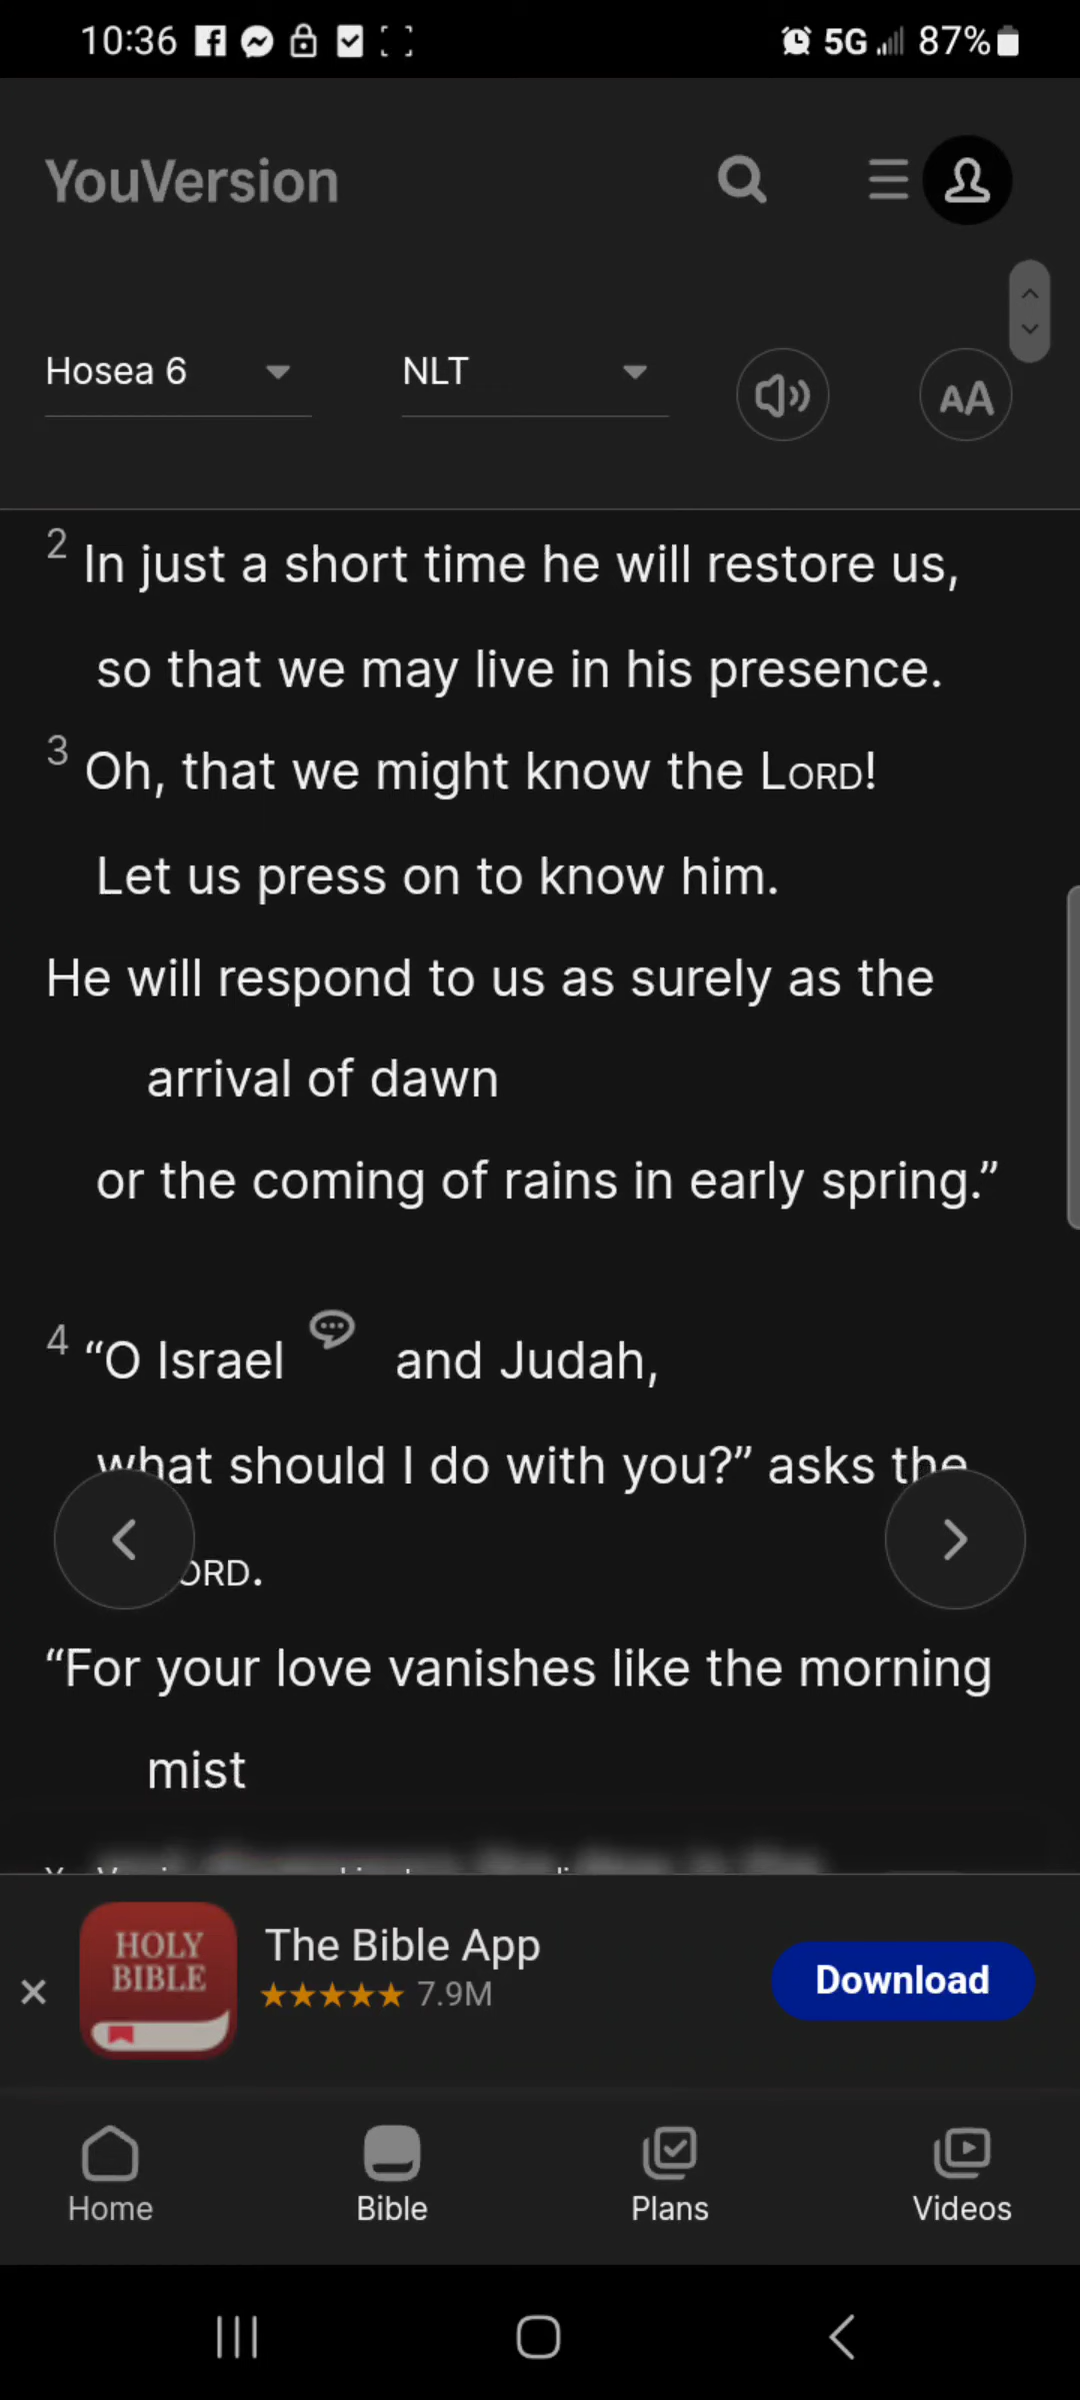 10:36 5G 87%
YouVersion
Hosea 6 NLT AA
2 In just a short time he will restore us,
so that we may live in his presence.
3 Oh, that we might know the LORD!
Let us press on to know him.
He will respond to us as surely as the
arrival of dawn
or the coming of rains in early spring.”
4 “O Israel and Judah,
what should I do with you?” asks the
ORD.
“For your love vanishes like the morning
mist
HOLY
BIBLE
The Bible App
7.9M
Download
Home Bible Plans Videos